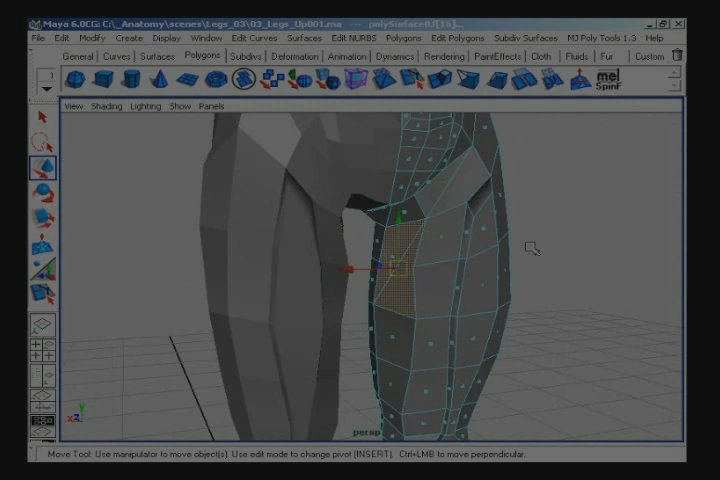 Maya 6.0CG: C:\_Anatomy\scenes\Legs_03\03_Legs_Up001.ma --- polySurface8
File Edit Modify Create Display Window Edit Curves Surfaces Edit NURBS Polygons Edit Polygons Subdiv Surfaces MJ Poly Tools 1.3 Help
General Curves Surfaces Polygons Subdivs Deformation Animation Dynamics Rendering PaintEffects Cloth Fluids Fur Custom
mel
SpinF
View Shading Lighting Show Panels
persp
Move Tool: Use manipulator to move object(s). Use edit mode to change pivot (INSERT). Ctrl+LMB to move perpendicular.